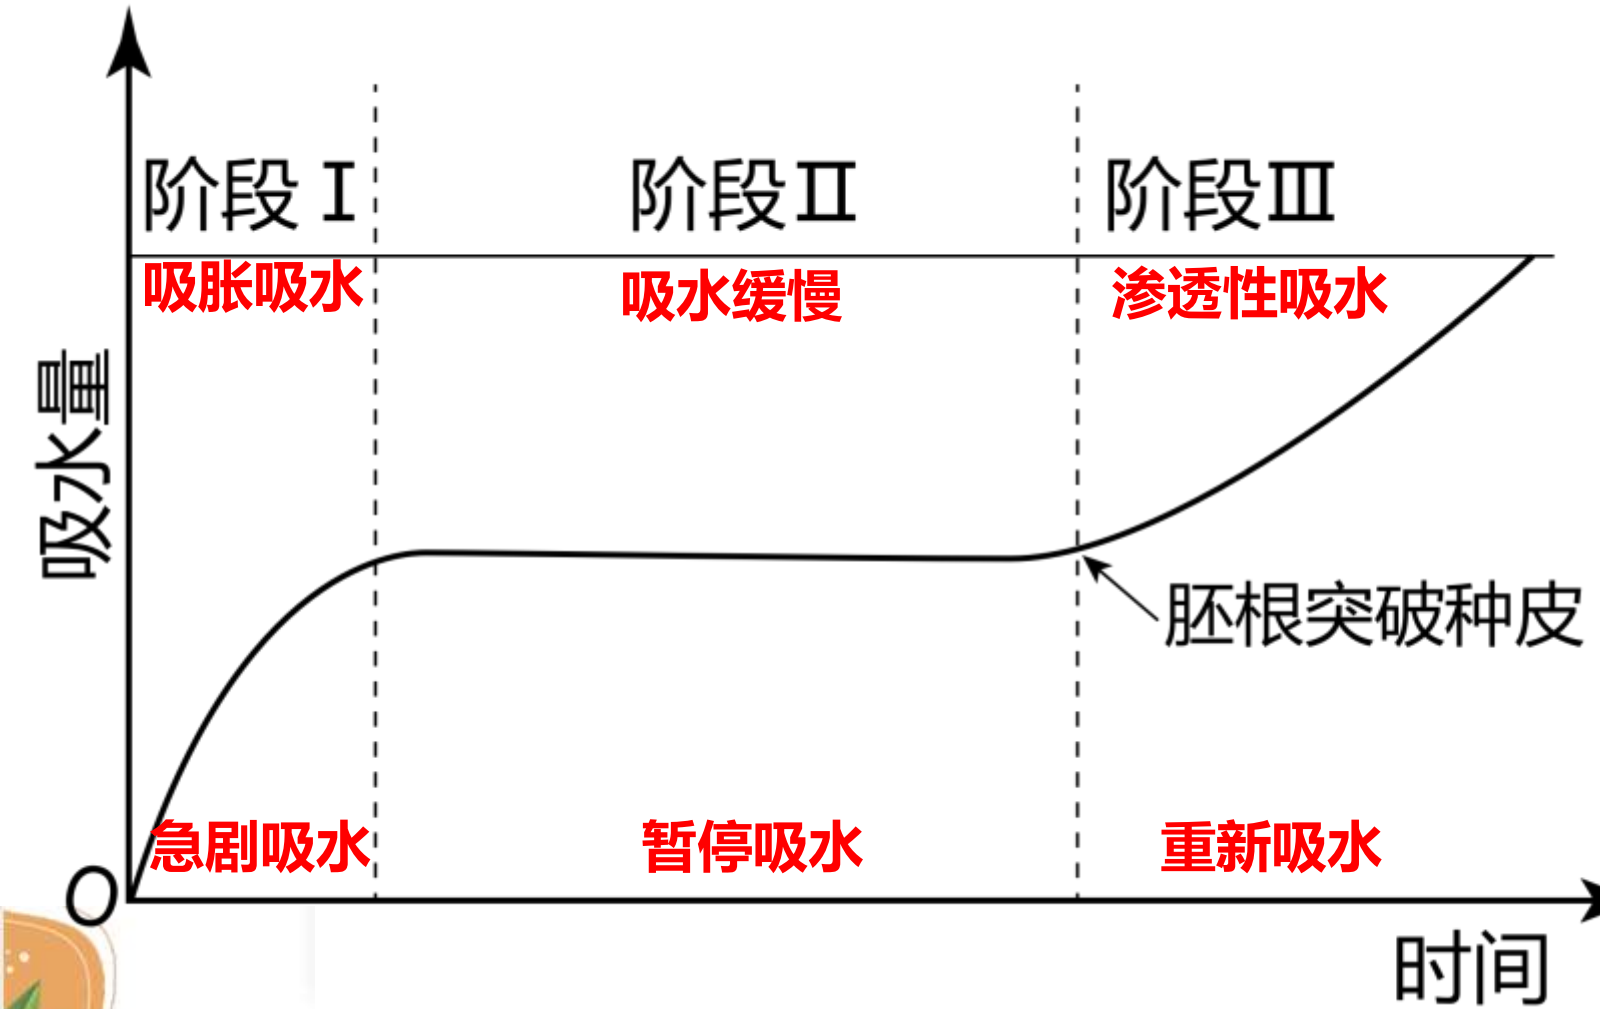 阶段Ⅰ
阶段Ⅱ
阶段Ⅲ
吸胀吸水
吸水缓慢
渗透性吸水
吸水量
胚根突破种皮
急剧吸水
暂停吸水
重新吸水
O
时间